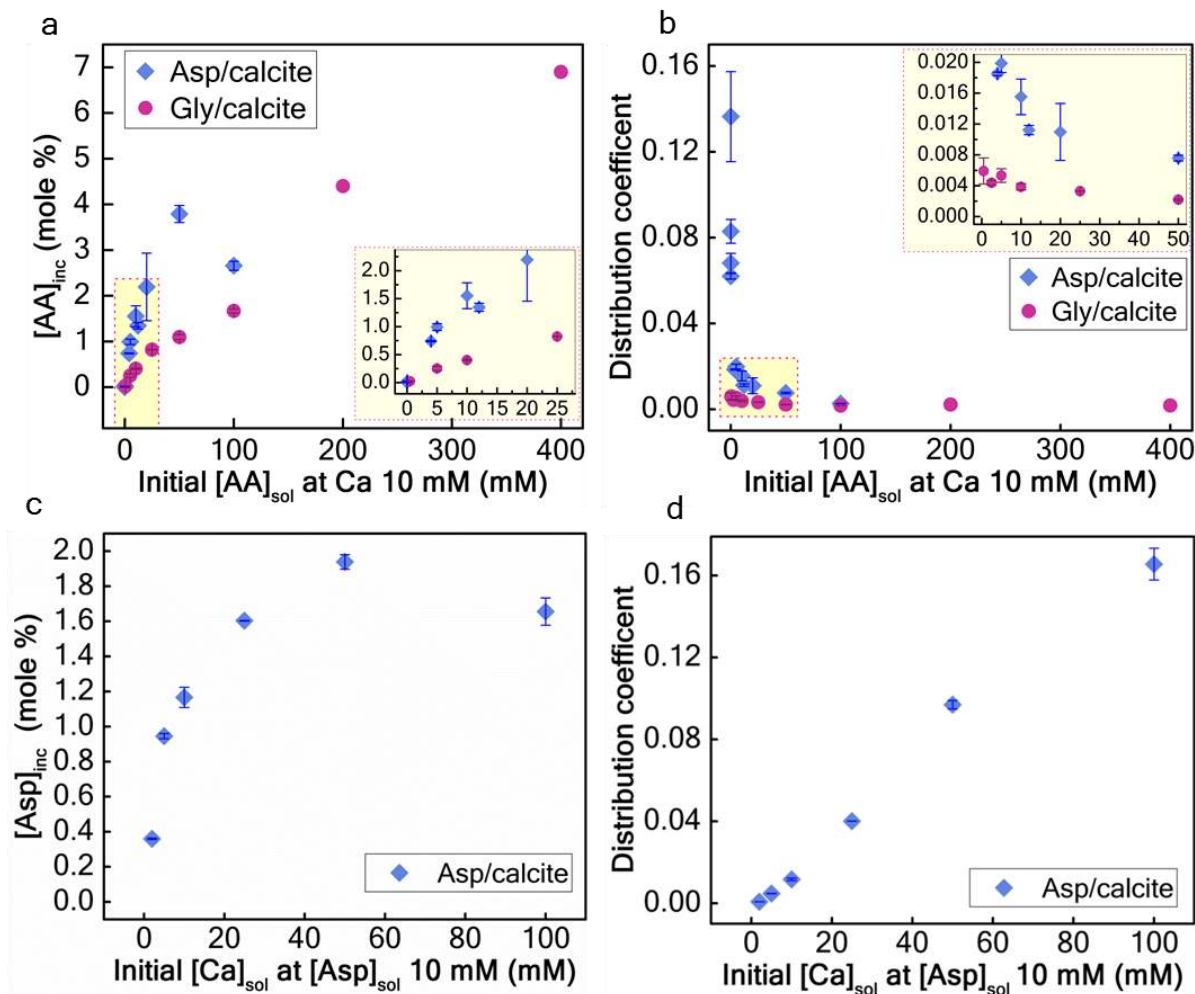 a
7
6
5
4
3
2
1
0
[AA]inc (mole %)
Asp/calcite
Gly/calcite
2.0
1.5
1.0
0.5
0.0
0 5 10 15 20 25
0 100 200 300 400
Initial [AA]sol at Ca 10 mM (mM)
b
0.16
0.12
0.08
0.04
0.00
Distribution coefficent
0.020
0.016
0.012
0.008
0.004
0.000
0 10 20 30 40 50
Asp/calcite
Gly/calcite
0 100 200 300 400
Initial [AA]sol at Ca 10 mM (mM)
c
2.0
1.8
1.6
1.4
1.2
1.0
0.8
0.6
0.4
0.2
0.0
[Asp]inc (mole %)
Asp/calcite
0 20 40 60 80 100
Initial [Ca]sol at [Asp]sol 10 mM (mM)
d
0.16
0.12
0.08
0.04
0.00
Distribution coefficent
Asp/calcite
0 20 40 60 80 100
Initial [Ca]sol at [Asp]sol 10 mM (mM)